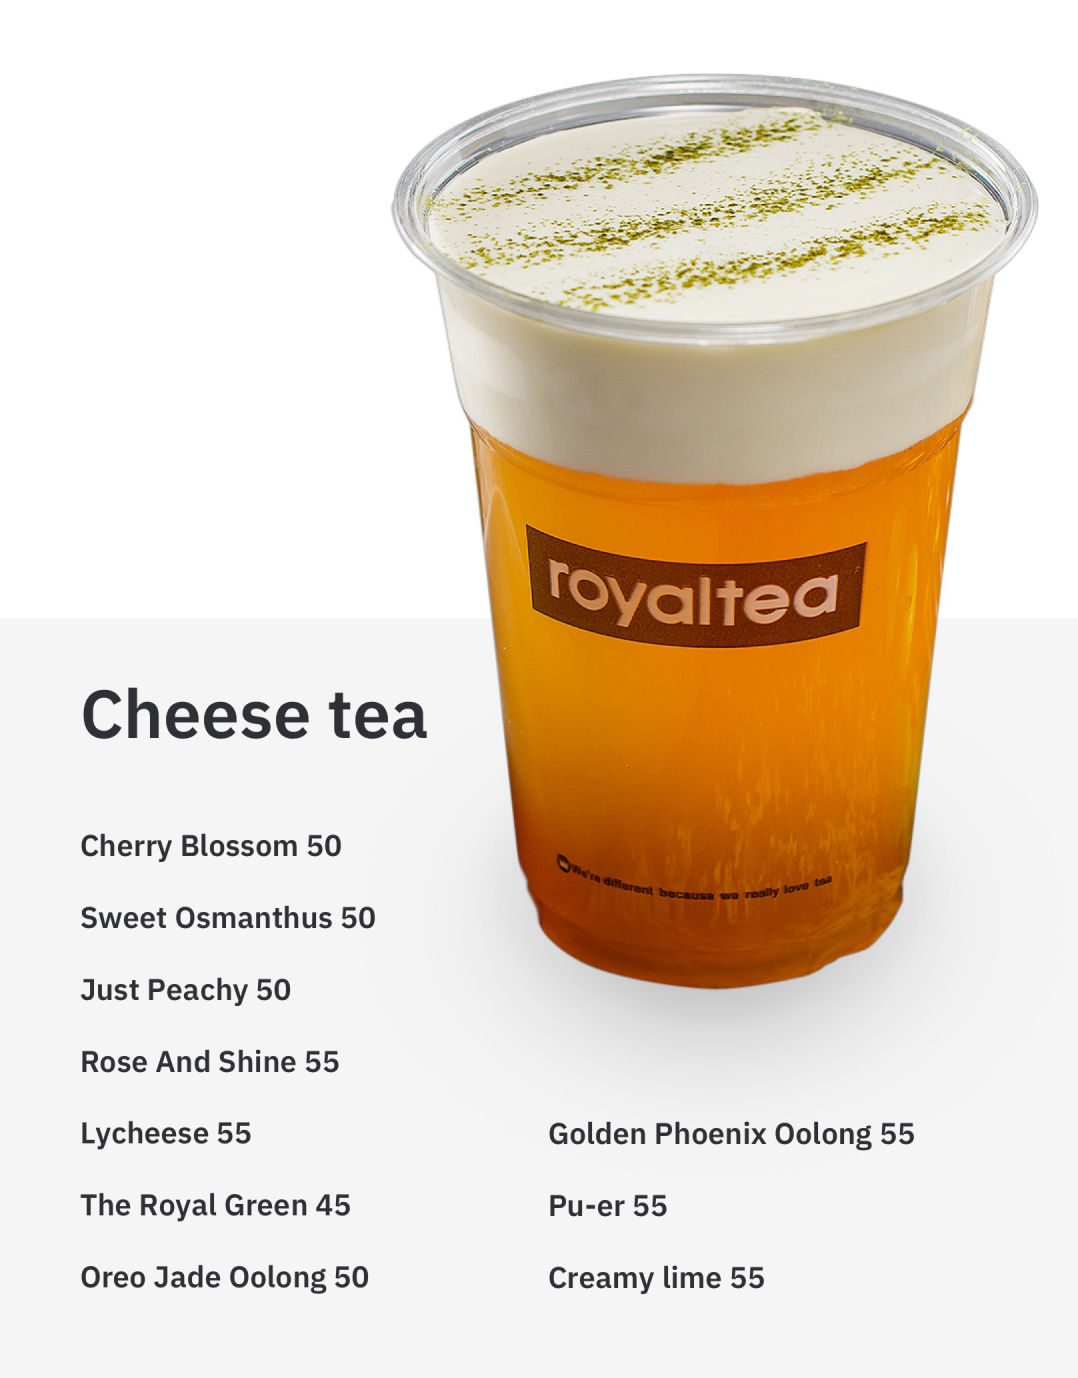 royaltea
We're different because we really love tea
Cheese tea
Cherry Blossom 50
Sweet Osmanthus 50
Just Peachy 50
Rose And Shine 55
Lycheese 55
The Royal Green 45
Oreo Jade Oolong 50
Golden Phoenix Oolong 55
Pu-er 55
Creamy lime 55